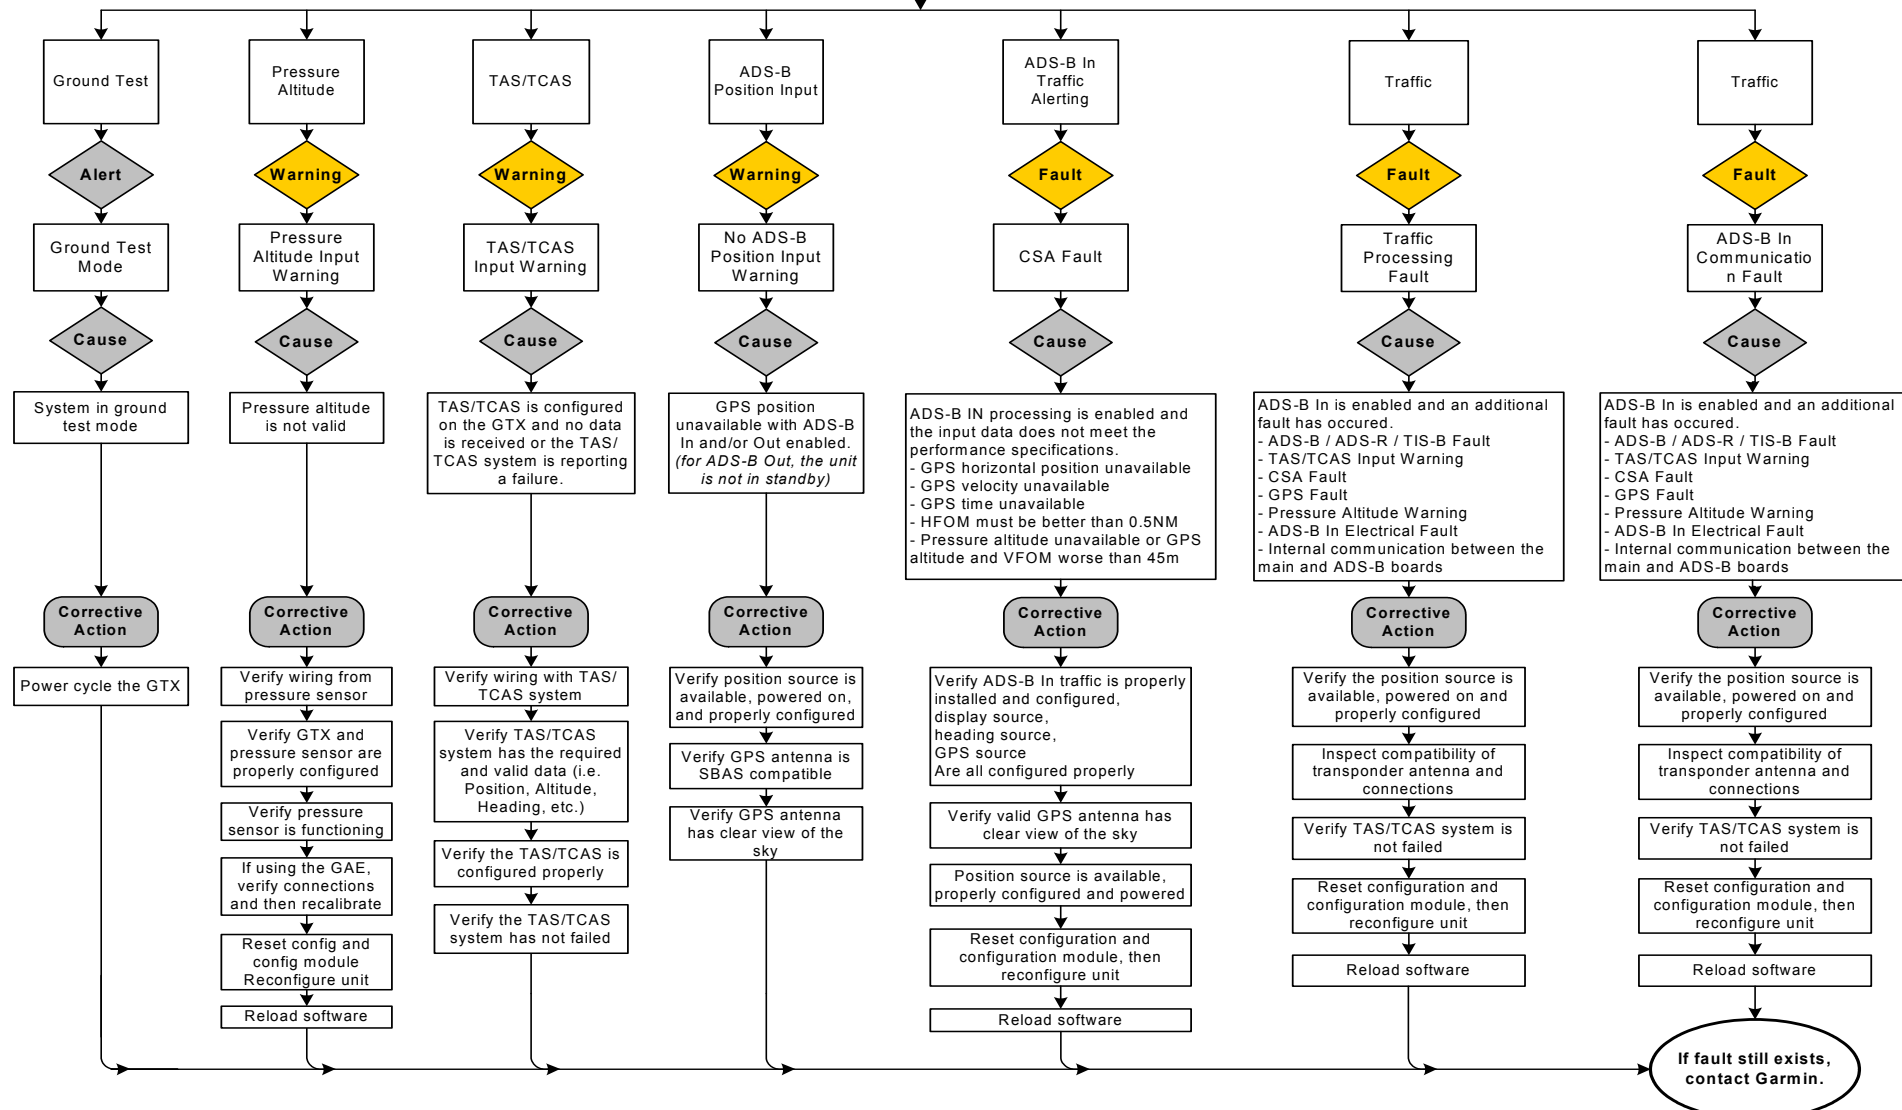 Ground Test
Alert
Ground Test
Mode
Cause
System in ground
test mode
Corrective
Action
Power cycle the GTX
Pressure
Altitude
Warning
Pressure
Altitude Input
Warning
Cause
Pressure altitude
is not valid
Corrective
Action
Verify wiring from
pressure sensor
Verify GTX and
pressure sensor are
properly configured
Verify pressure
sensor is functioning
If using the GAE,
verify connections
and then recalibrate
Reset config and
config module
Reconfigure unit
Reload software
TAS/TCAS
Warning
TAS/TCAS
Input Warning
Cause
TAS/TCAS is configured
on the GTX and no data
is received or the TAS/
TCAS system is reporting
a failure.
Corrective
Action
Verify wiring with TAS/
TCAS system
Verify TAS/TCAS
system has the required
and valid data (i.e.
Position, Altitude,
Heading, etc.)
Verify the TAS/TCAS is
configured properly
Verify the TAS/TCAS
system has not failed
ADS-B
Position Input
Warning
No ADS-B
Position Input
Warning
Cause
GPS position
unavailable with ADS-B
In and/or Out enabled.
(for ADS-B Out, the unit
is not in standby)
Corrective
Action
Verify position source is
available, powered on,
and properly configured
Verify GPS antenna is
SBAS compatible
Verify GPS antenna
has clear view of the
sky
ADS-B In
Traffic
Alerting
Fault
CSA Fault
Cause
ADS-B IN processing is enabled and
the input data does not meet the
performance specifications.
- GPS horizontal position unavailable
- GPS velocity unavailable
- GPS time unavailable
- HFOM must be better than 0.5NM
- Pressure altitude unavailable or GPS
altitude and VFOM worse than 45m
Corrective
Action
Verify ADS-B In traffic is properly
installed and configured,
display source,
heading source,
GPS source
Are all configured properly
Verify valid GPS antenna has
clear view of the sky
Position source is available,
properly configured and powered
Reset configuration and
configuration module, then
reconfigure unit
Reload software
Traffic
Fault
Traffic
Processing
Fault
Cause
ADS-B In is enabled and an additional
fault has occured.
- ADS-B / ADS-R / TIS-B Fault
- TAS/TCAS Input Warning
- CSA Fault
- GPS Fault
- Pressure Altitude Warning
- ADS-B In Electrical Fault
- Internal communication between the
main and ADS-B boards
Corrective
Action
Verify the position source is
available, powered on and
properly configured
Inspect compatibility of
transponder antenna and
connections
Verify TAS/TCAS system is
not failed
Reset configuration and
configuration module, then
reconfigure unit
Reload software
Traffic
Fault
ADS-B In
Communicatio
n Fault
Cause
ADS-B In is enabled and an additional
fault has occured.
- ADS-B / ADS-R / TIS-B Fault
- TAS/TCAS Input Warning
- CSA Fault
- GPS Fault
- Pressure Altitude Warning
- ADS-B In Electrical Fault
- Internal communication between the
main and ADS-B boards
Corrective
Action
Verify the position source is
available, powered on and
properly configured
Inspect compatibility of
transponder antenna and
connections
Verify TAS/TCAS system is
not failed
Reset configuration and
configuration module, then
reconfigure unit
Reload software
If fault still exists,
contact Garmin.